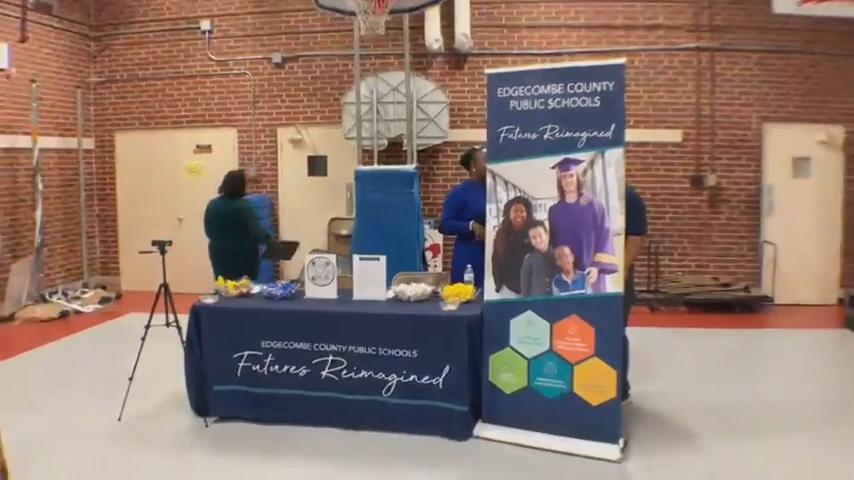 EDGECOMBE COUNTY
PUBLIC SCHOOLS
Futures Reimagined
EDGECOMBE COUNTY PUBLIC SCHOOLS
Futures Reimagined